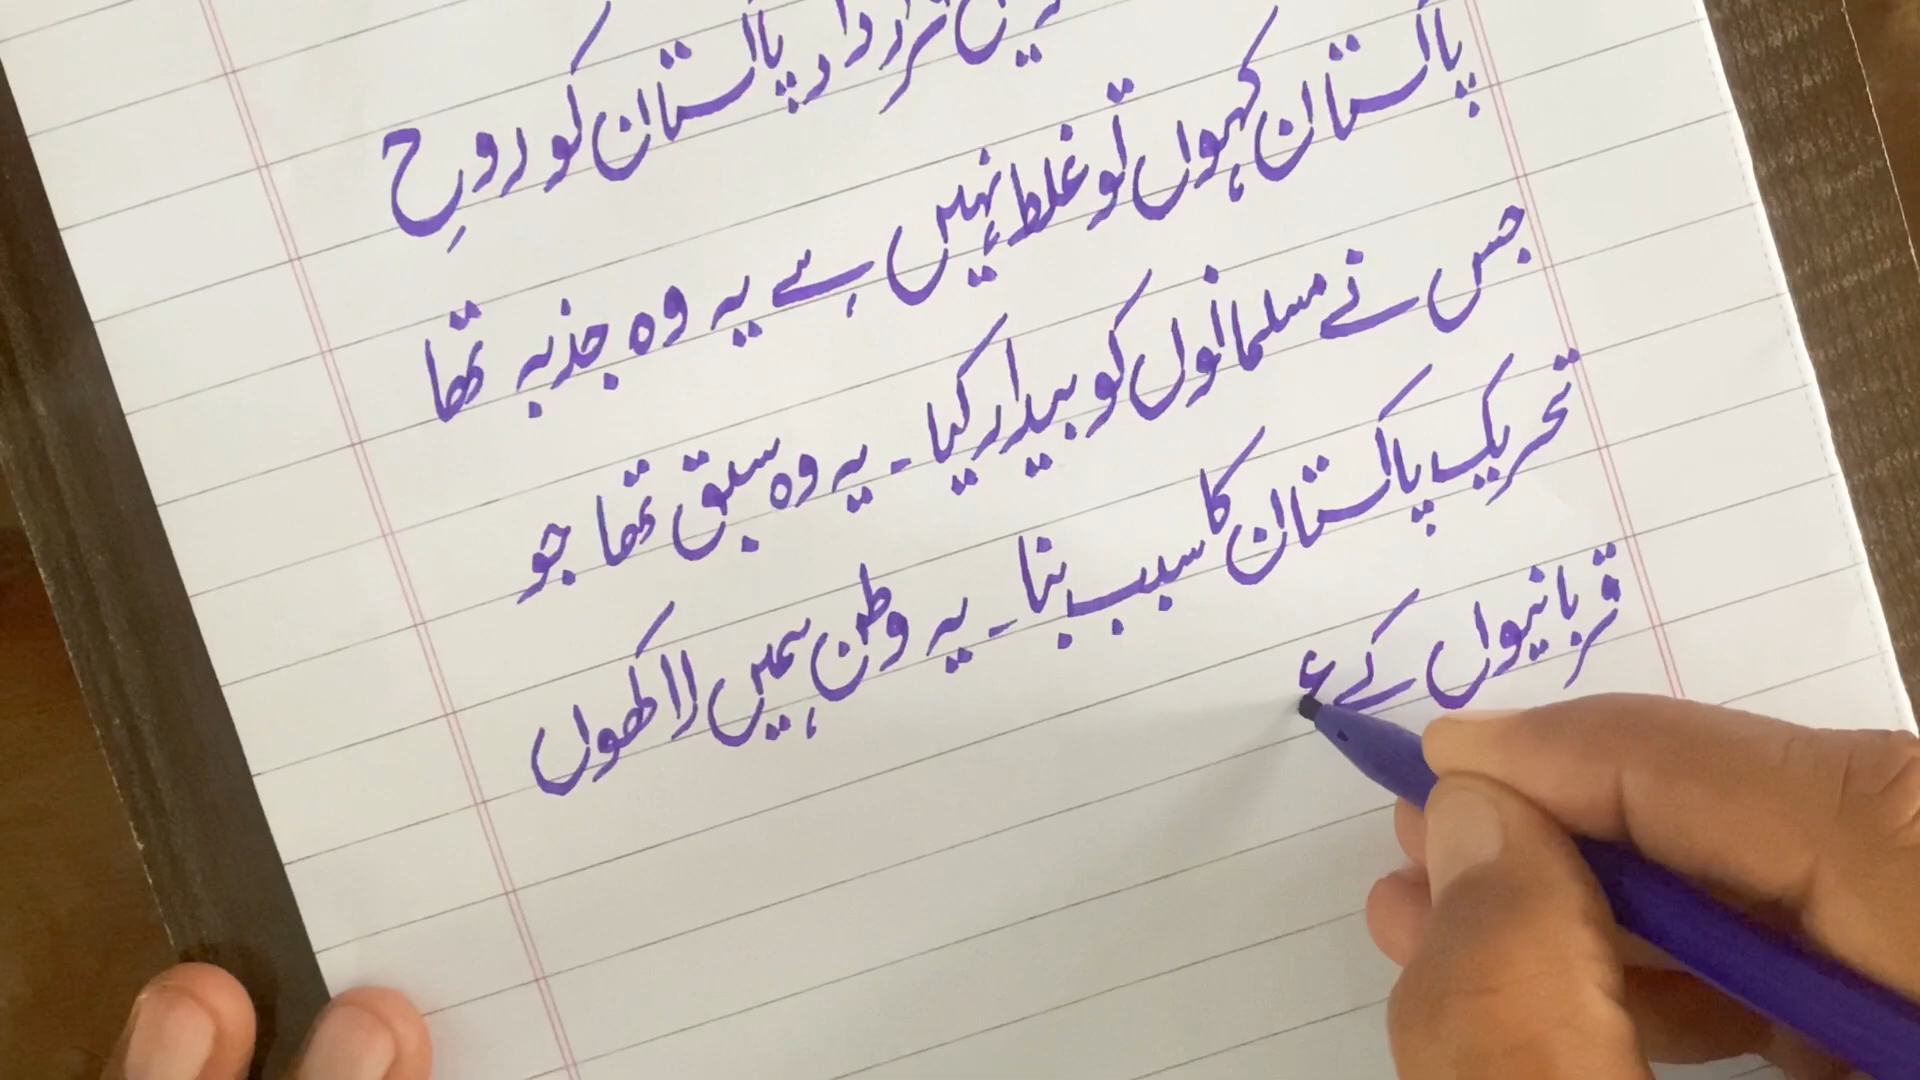 قرارداد پاکستان کو روحِ
پاکستان کہوں تو غلط نہیں ہے یہ وہ جذبہ تھا
جس نے مسلمانوں کو بیدار کیا۔ یہ وہ سبق تھا جو
تحریک پاکستان کا سبب بنا۔ یہ وطن ہمیں لاکھوں
قربانیوں کے